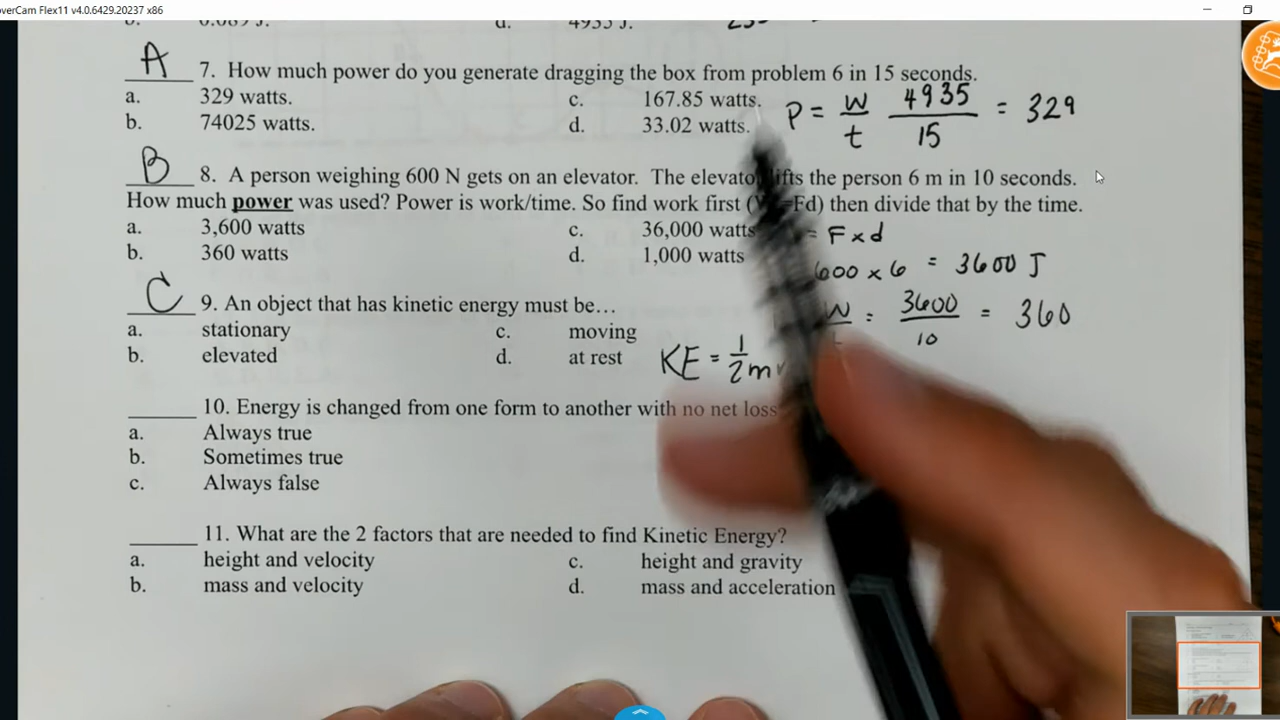 overCam Flex11 v4.0.6429.20237 x86
4935 J.
A 7. How much power do you generate dragging the box from problem 6 in 15 seconds.
a. 329 watts. c. 167.85 watts.
b. 74025 watts. d. 33.02 watts.
P = W/t 4935/15 = 329
B 8. A person weighing 600 N gets on an elevator. The elevator lifts the person 6 m in 10 seconds.
How much power was used? Power is work/time. So find work first ( Fd) then divide that by the time.
a. 3,600 watts c. 36,000 watts
b. 360 watts d. 1,000 watts
= F x d
600 x 6 = 3600 J
W = 3600/10 = 360
C 9. An object that has kinetic energy must be...
a. stationary c. moving
b. elevated d. at rest
KE = 1/2 m
10. Energy is changed from one form to another with no net loss
a. Always true
b. Sometimes true
c. Always false
11. What are the 2 factors that are needed to find Kinetic Energy?
a. height and velocity c. height and gravity
b. mass and velocity d. mass and acceleration